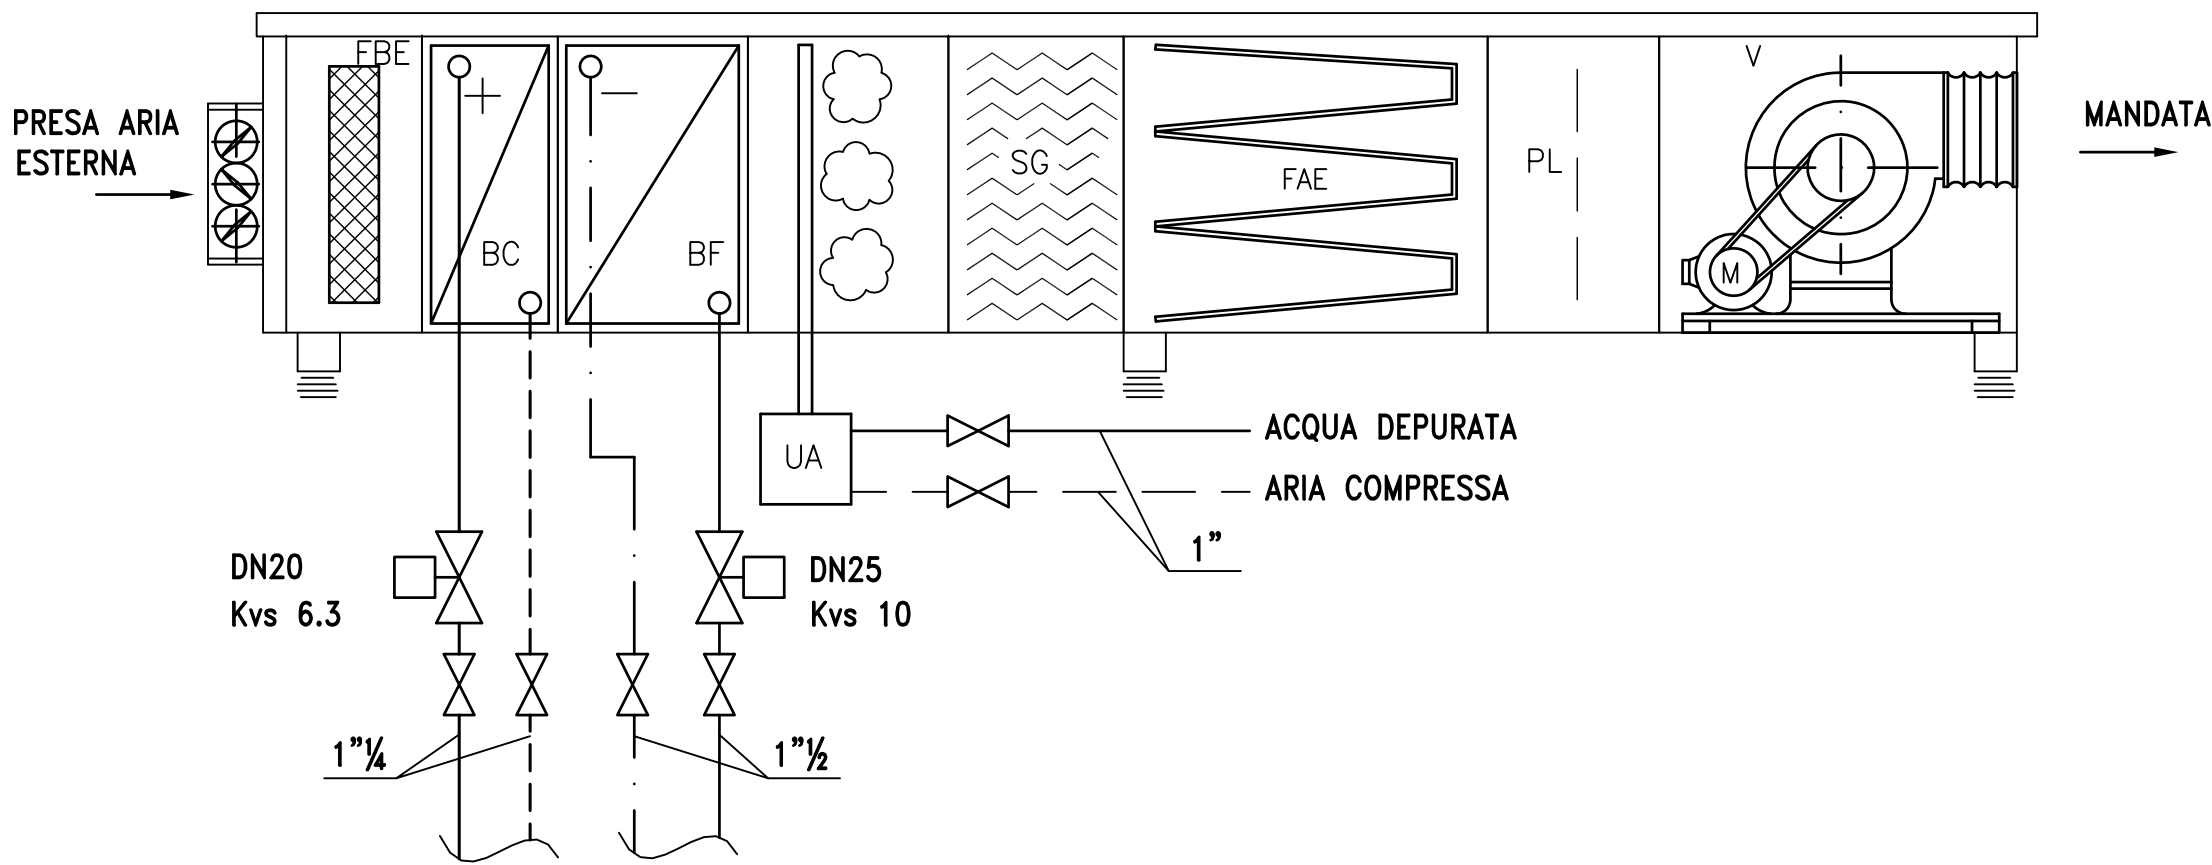 FBE
V
PRESA ARIA
ESTERNA
MANDATA
+
−
SG
FAE
PL
BC
BF
M
ACQUA DEPURATA
UA
ARIA COMPRESSA
1"
DN20
Kvs 6.3
DN25
Kvs 10
1"¼
1"½